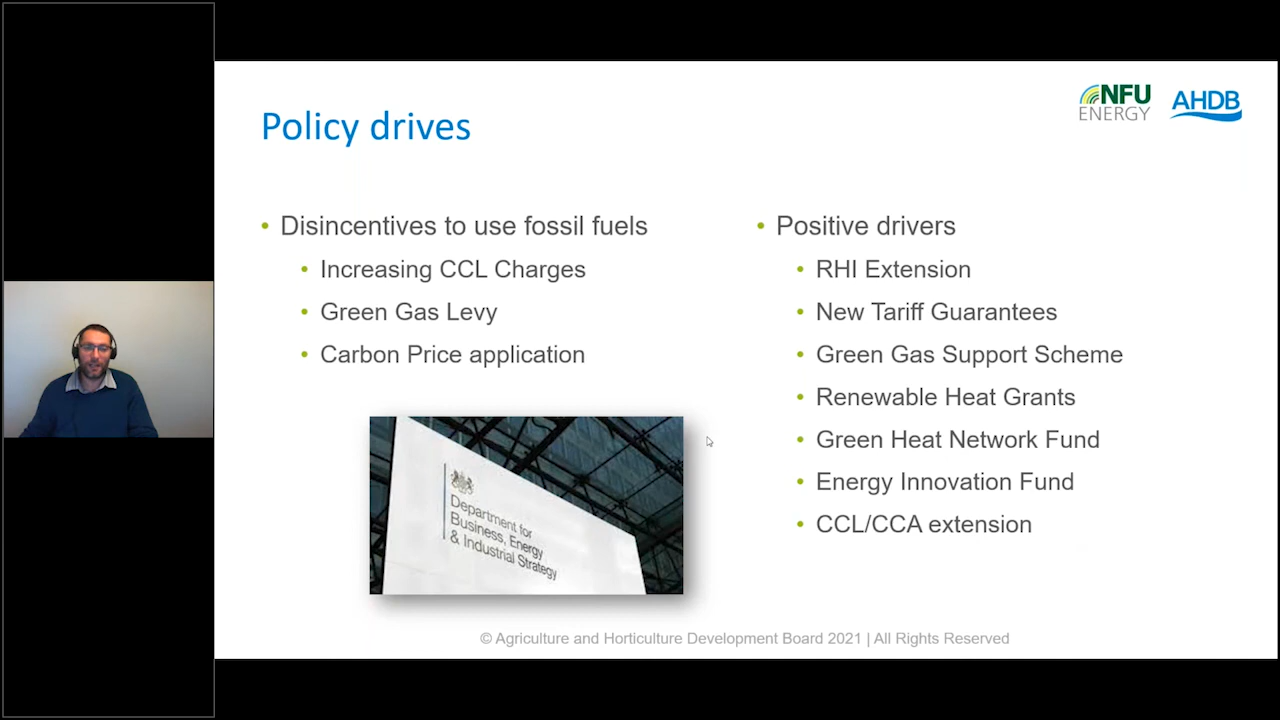 NFU
ENERGY
AHDB
Policy drives
• Disincentives to use fossil fuels
• Increasing CCL Charges
• Green Gas Levy
• Carbon Price application
Department for
Business, Energy
& Industrial Strategy
• Positive drivers
• RHI Extension
• New Tariff Guarantees
• Green Gas Support Scheme
• Renewable Heat Grants
• Green Heat Network Fund
• Energy Innovation Fund
• CCL/CCA extension
© Agriculture and Horticulture Development Board 2021 | All Rights Reserved